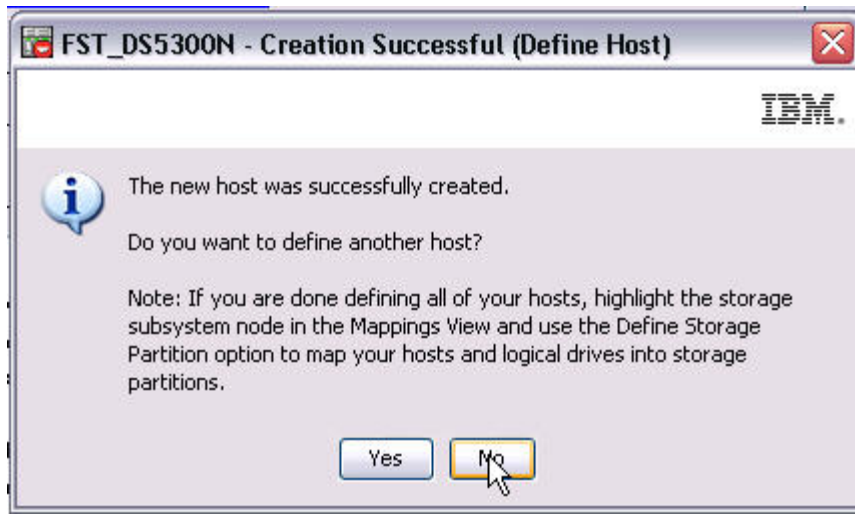 FST_DS5300N - Creation Successful (Define Host)
IBM.
The new host was successfully created.
Do you want to define another host?
Note: If you are done defining all of your hosts, highlight the storage
subsystem node in the Mappings View and use the Define Storage
Partition option to map your hosts and logical drives into storage
partitions.
Yes No